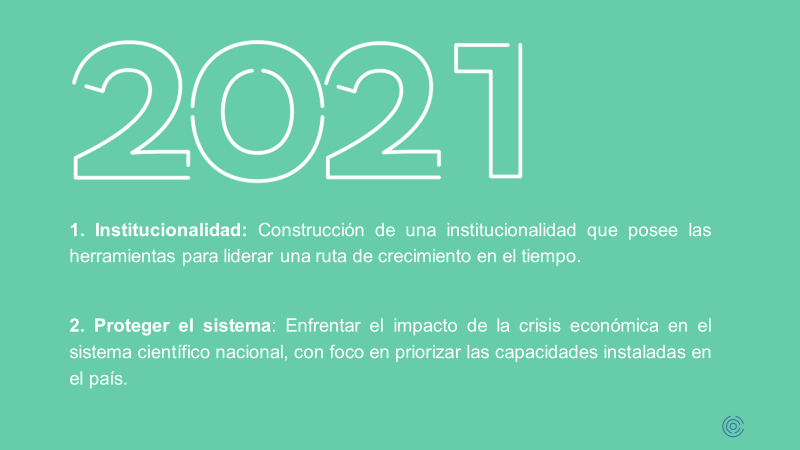 2021
1. Institucionalidad: Construcción de una institucionalidad que posee las
herramientas para liderar una ruta de crecimiento en el tiempo.
2. Proteger el sistema: Enfrentar el impacto de la crisis económica en el
sistema científico nacional, con foco en priorizar las capacidades instaladas en
el país.